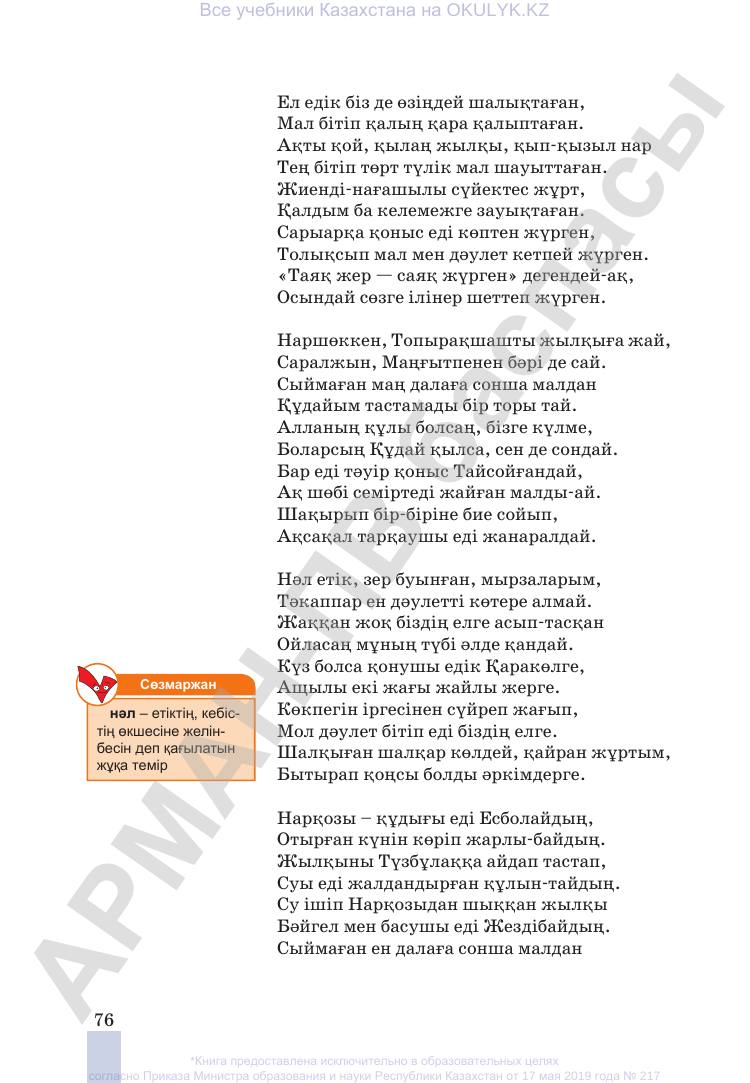 Все учебники Казахстана на OKULYK.KZ
Ел едік біз де өзіңдей шалықтаған,
Мал бітіп қалың қара қалыптаған.
Ақты қой, қылаң жылқы, қып-қызыл нар
Тең бітіп төрт түлік мал шауыттаған.
Жиенді-нағашылы сүйектес жұрт,
Қалдым ба келемежге зауықтаған.
Сарыарқа қоныс еді көптен жүрген,
Толықсып мал мен дәулет кетпей жүрген.
«Таяқ жер — саяқ жүрген» дегендей-ақ,
Осындай сөзге ілінер шеттеп жүрген.
Наршөккен, Топырақшашты жылқыға жай,
Саралжын, Маңғытпенен бәрі де сай.
Сыймаған маң далаға сонша малдан
Құдайым тастамады бір торы тай.
Алланың құлы болсаң, бізге күлме,
Боларсың Құдай қылса, сен де сондай.
Бар еді тәуір қоныс Тайсойғандай,
Ақ шөбі семіртеді жайған малды-ай.
Шақырып бір-біріне бие сойып,
Ақсақал тарқаушы еді жанаралдай.
Нәл етік, зер буынған, мырзаларым,
Тәкаппар ен дәулетті көтере алмай.
Жаққан жоқ біздің елге асып-тасқан
Ойласаң мұның түбі әлде қандай.
Күз болса қонушы едік Қаракөлге,
Ащылы екі жағы жайлы жерге.
Көкпегін іргесінен сүйреп жағып,
Мол дәулет бітіп еді біздің елге.
Шалқыған шалқар көлдей, қайран жұртым,
Бытырап қоңсы болды әркімдерге.
Сөзмаржан
нәл – етіктің, кебіс-
тің өкшесіне желін-
бесін деп қағылатын
жұқа темір
Нарқозы – құдығы еді Есболайдың,
Отырған күнін көріп жарлы-байдың.
Жылқыны Түзбұлаққа айдап тастап,
Суы еді жалдандырған құлын-тайдың.
Су ішіп Нарқозыдан шыққан жылқы
Бәйгел мен басушы еді Жездібайдың.
Сыймаған ен далаға сонша малдан
76
АРМАН-ПВ баспасы
*Книга предоставлена исключительно в образовательных целях
согласно Приказа Министра образования и науки Республики Казахстан от 17 мая 2019 года № 217